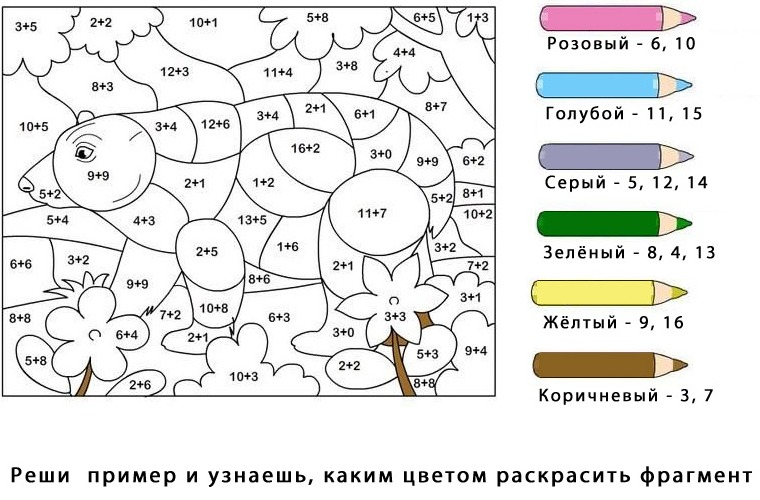 3+5 2+2 10+1 5+8 6+5 1+3
4+4
8+3 12+3 11+4 3+8
8+7
10+5 3+4 12+6 3+4 2+1 6+1
16+2 3+0 9+9 6+2
9+9 2+1 1+2
5+2 5+2 8+1
5+4 4+3 13+5 11+7 10+2
2+5 1+6 3+2
6+6 3+2 2+1 7+2
9+9 8+6
10+8 3+1
8+8 7+2 6+3 3+3
6+4 2+1 3+0
5+8 5+3 9+4
2+2
2+6 10+3 8+8
Розовый - 6, 10
Голубой - 11, 15
Серый - 5, 12, 14
Зелёный - 8, 4, 13
Жёлтый - 9, 16
Коричневый - 3, 7
Реши пример и узнаешь, каким цветом раскрасить фрагмент